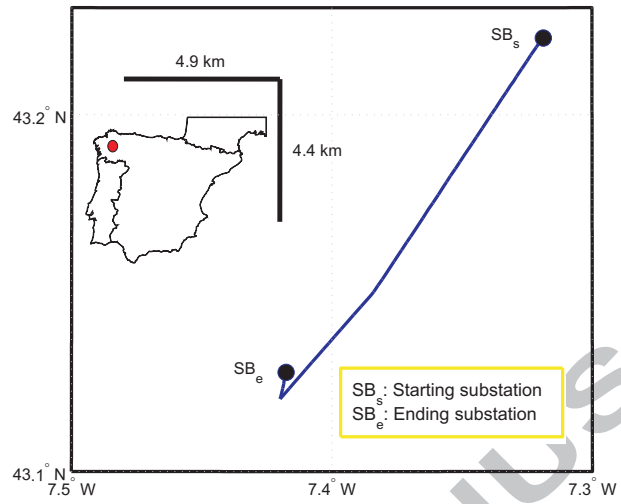 SBs
4.9 km
43.2° N
4.4 km
SBe
SBs: Starting substation
SBe: Ending substation
43.1° N
7.5 W
7.4 W
7.3 W